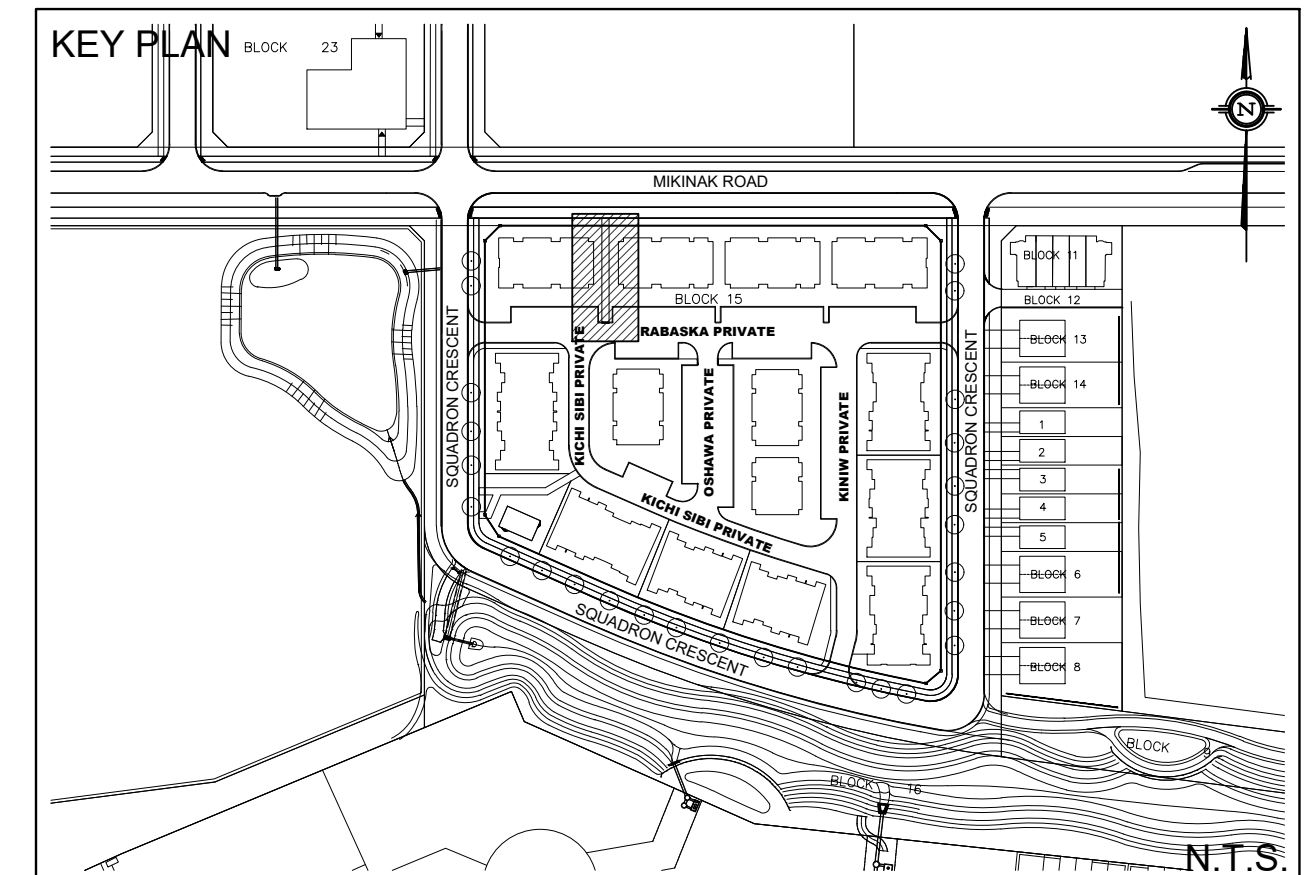 KEY PLAN
BLOCK 23
N
MIKINAK ROAD
BLOCK 11
BLOCK 15
BLOCK 12
RABASKA PRIVATE
SQUADRON CRESCENT
KICHI SIBI PRIVATE
OSHAWA PRIVATE
KINIW PRIVATE
SQUADRON CRESCENT
BLOCK 13
BLOCK 14
1
2
3
4
5
BLOCK 6
BLOCK 7
BLOCK 8
KICHI SIBI PRIVATE
SQUADRON CRESCENT
BLOCK 9
BLOCK 16
N.T.S.